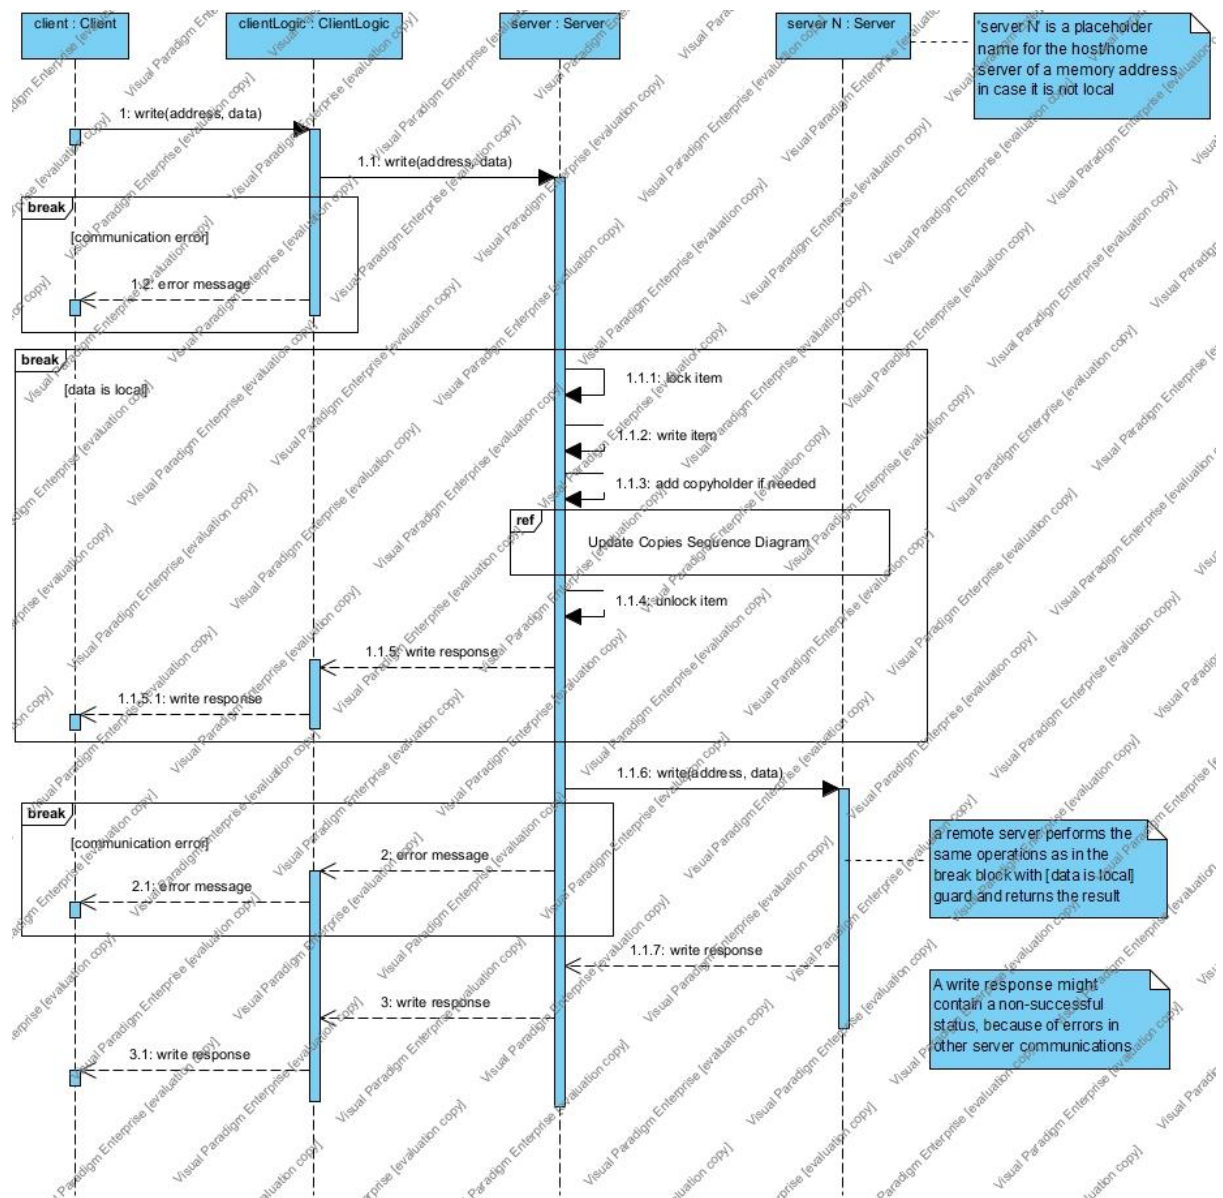 client : Client
clientLogic : ClientLogic
server : Server
server N : Server
'server N' is a placeholder
name for the host/home
server of a memory address
in case it is not local
1: write(address, data)
1.1: write(address, data)
break
[communication error]
1.2: error message
break
[data is local]
1.1.1: lock item
1.1.2: write item
1.1.3: add copyholder if needed
ref
Update Copies Sequrence Diagram
1.1.4: unlock item
1.1.5: write response
1.1.5.1: write response
1.1.6: write(address, data)
break
[communication error]
2: error message
2.1: error message
a remote server performs the
same operations as in the
break block with [data is local]
guard and returns the result
1.1.7: write response
A write response might
contain a non-successful
status, because of errors in
other server communications
3: write response
3.1: write response
Visual Paradigm Enterprise [evaluation copy]